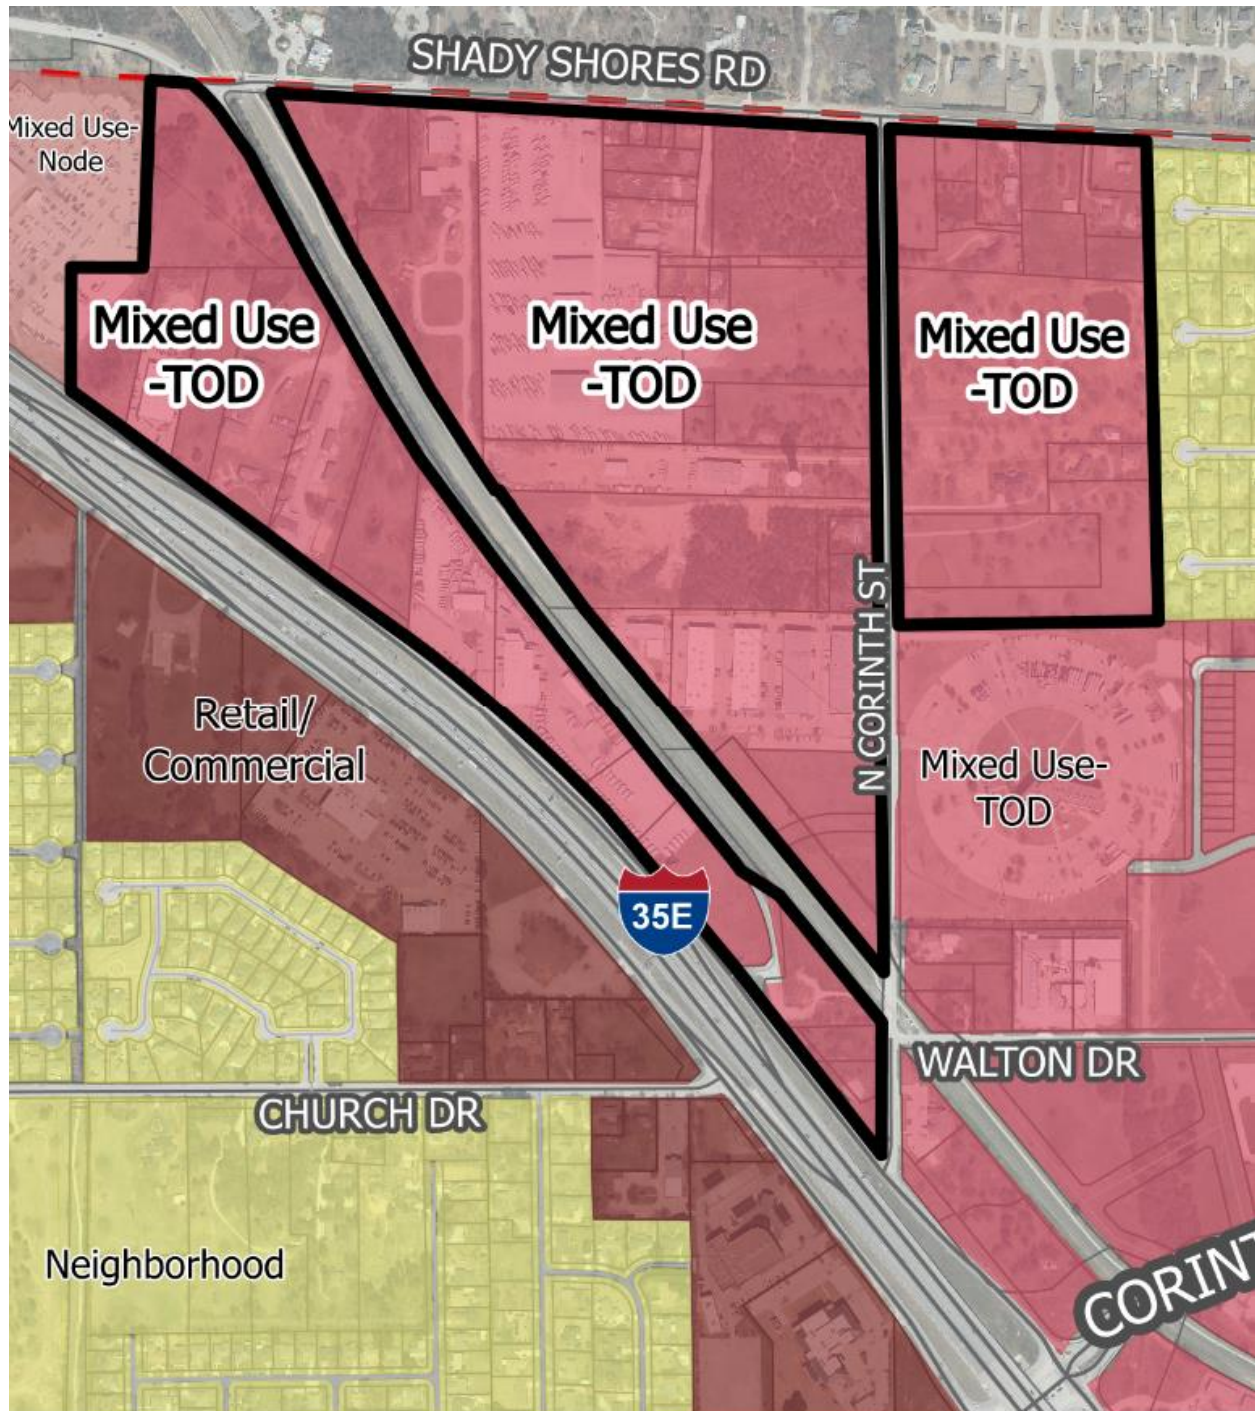 SHADY SHORES RD
Mixed Use-
Node
Mixed Use
-TOD
Mixed Use
-TOD
Mixed Use
-TOD
N CORINTH ST
Retail/
Commercial
Mixed Use-
TOD
35E
WALTON DR
CHURCH DR
Neighborhood
CORINT